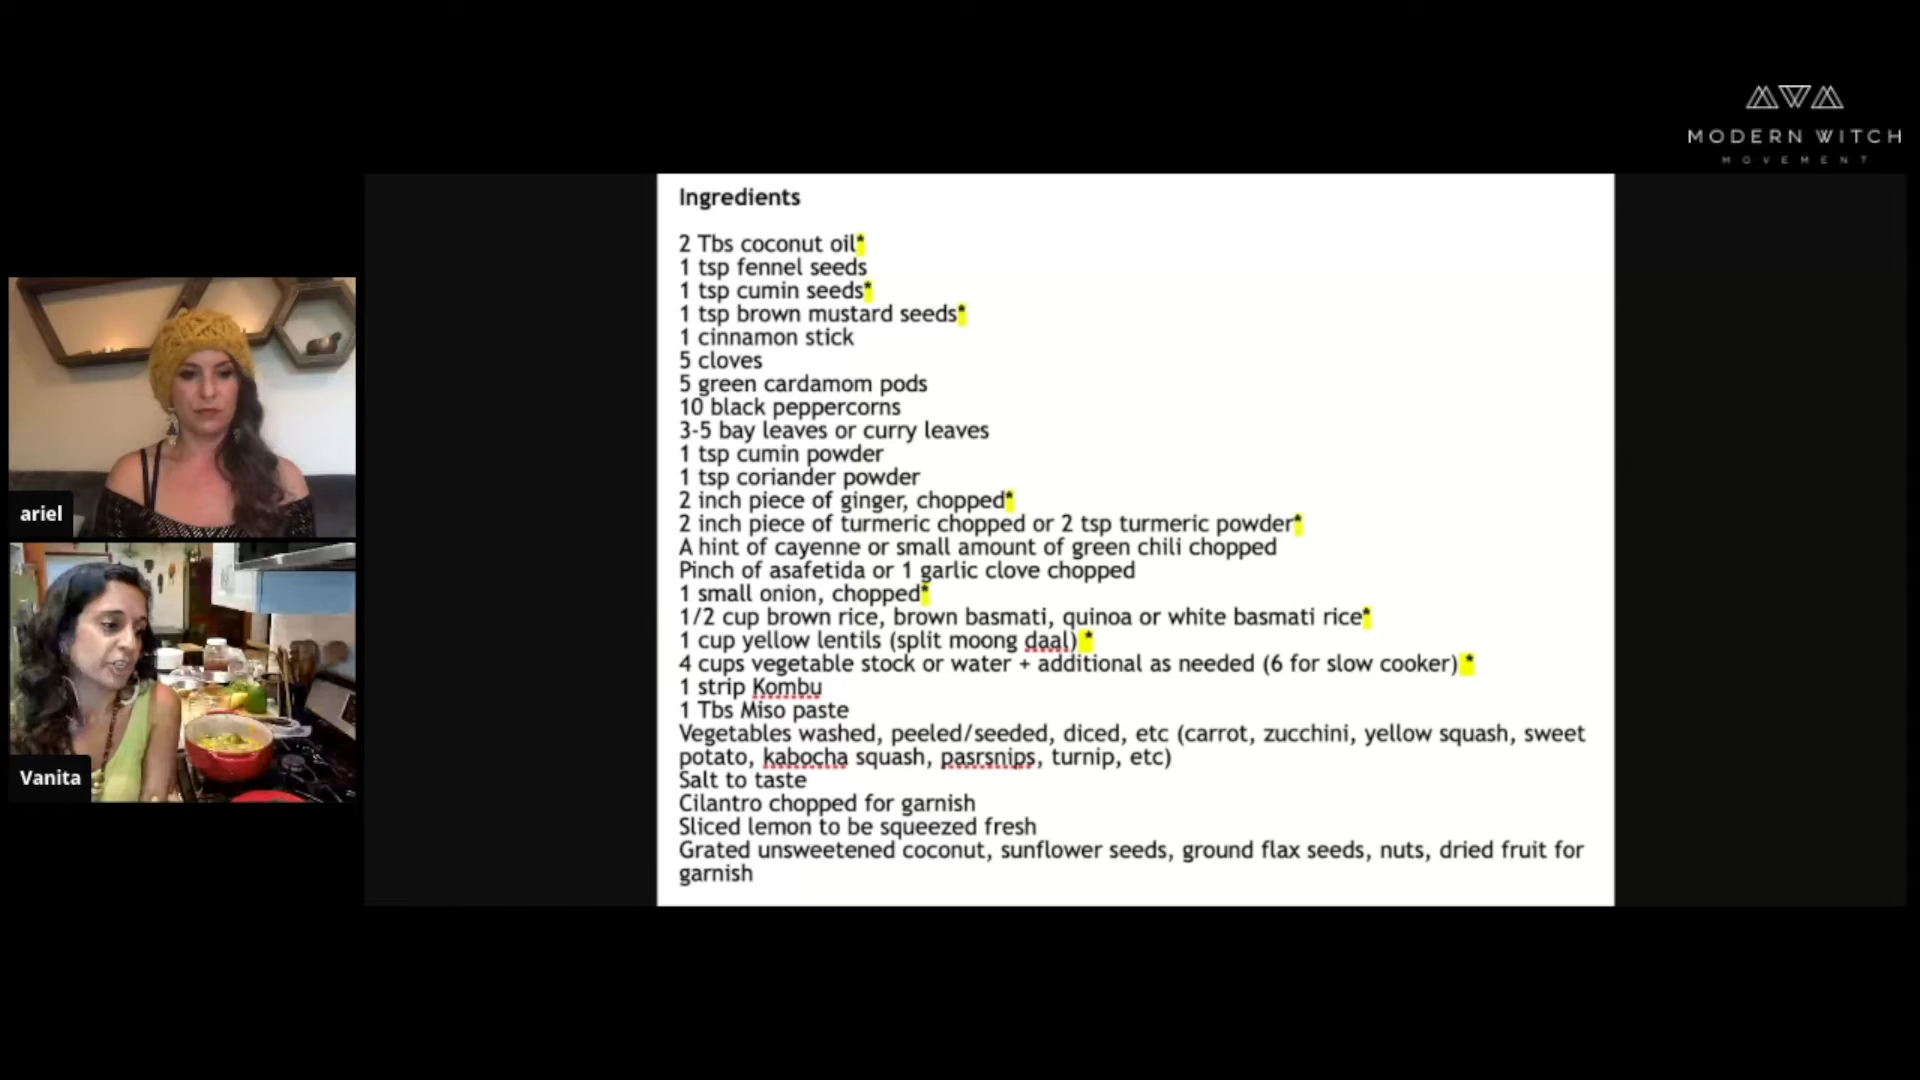 MODERN WITCH
MOVEMENT
Ingredients
2 Tbs coconut oil*
1 tsp fennel seeds
1 tsp cumin seeds*
1 tsp brown mustard seeds*
1 cinnamon stick
5 cloves
5 green cardamom pods
10 black peppercorns
3-5 bay leaves or curry leaves
1 tsp cumin powder
1 tsp coriander powder
2 inch piece of ginger, chopped*
2 inch piece of turmeric chopped or 2 tsp turmeric powder*
A hint of cayenne or small amount of green chili chopped
Pinch of asafetida or 1 garlic clove chopped
1 small onion, chopped*
1/2 cup brown rice, brown basmati, quinoa or white basmati rice*
1 cup yellow lentils (split moong daal) *
4 cups vegetable stock or water + additional as needed (6 for slow cooker) *
1 strip Kombu
1 Tbs Miso paste
Vegetables washed, peeled/seeded, diced, etc (carrot, zucchini, yellow squash, sweet
potato, kabocha squash, pasrsnips, turnip, etc)
Salt to taste
Cilantro chopped for garnish
Sliced lemon to be squeezed fresh
Grated unsweetened coconut, sunflower seeds, ground flax seeds, nuts, dried fruit for
garnish
ariel
Vanita